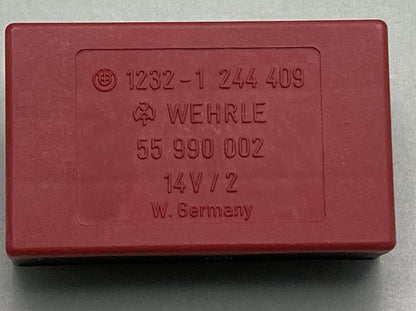 1232-1 244 409
WEHRLE
55 990 002
14V/2
W. Germany